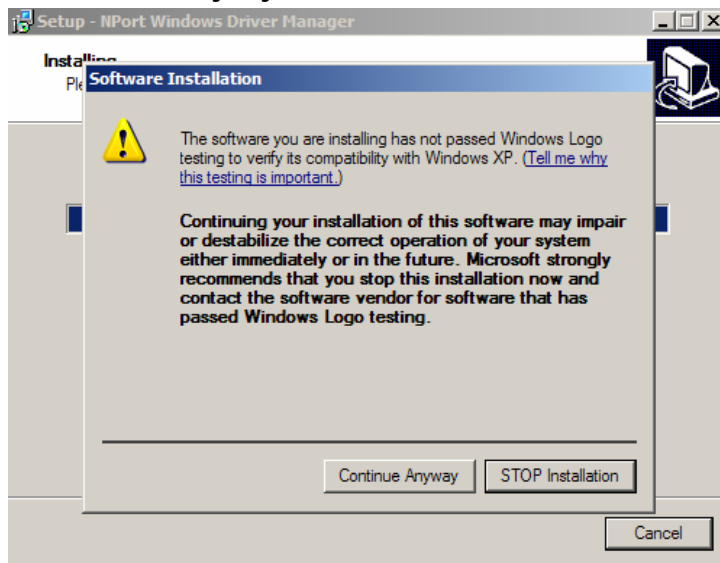 Setup - NPort Windows Driver Manager
Installing
Software Installation
The software you are installing has not passed Windows Logo
testing to verify its compatibility with Windows XP. (Tell me why
this testing is important.)
Continuing your installation of this software may impair
or destabilize the correct operation of your system
either immediately or in the future. Microsoft strongly
recommends that you stop this installation now and
contact the software vendor for software that has
passed Windows Logo testing.
Continue Anyway
STOP Installation
Cancel